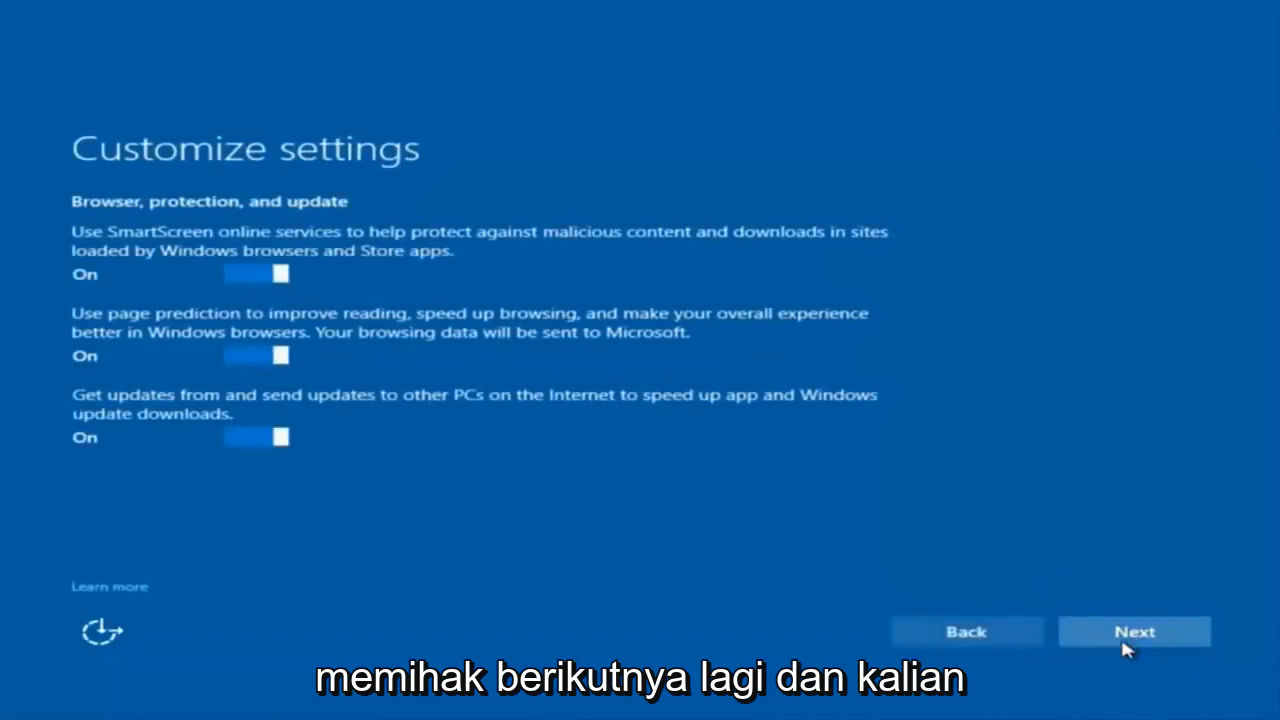 Customize settings
Browser, protection, and update
Use SmartScreen online services to help protect against malicious content and downloads in sites
loaded by Windows browsers and Store apps.
On
Use page prediction to improve reading, speed up browsing, and make your overall experience
better in Windows browsers. Your browsing data will be sent to Microsoft.
On
Get updates from and send updates to other PCs on the Internet to speed up app and Windows
update downloads.
On
Learn more
Back
Next
memihak berikutnya lagi dan kalian